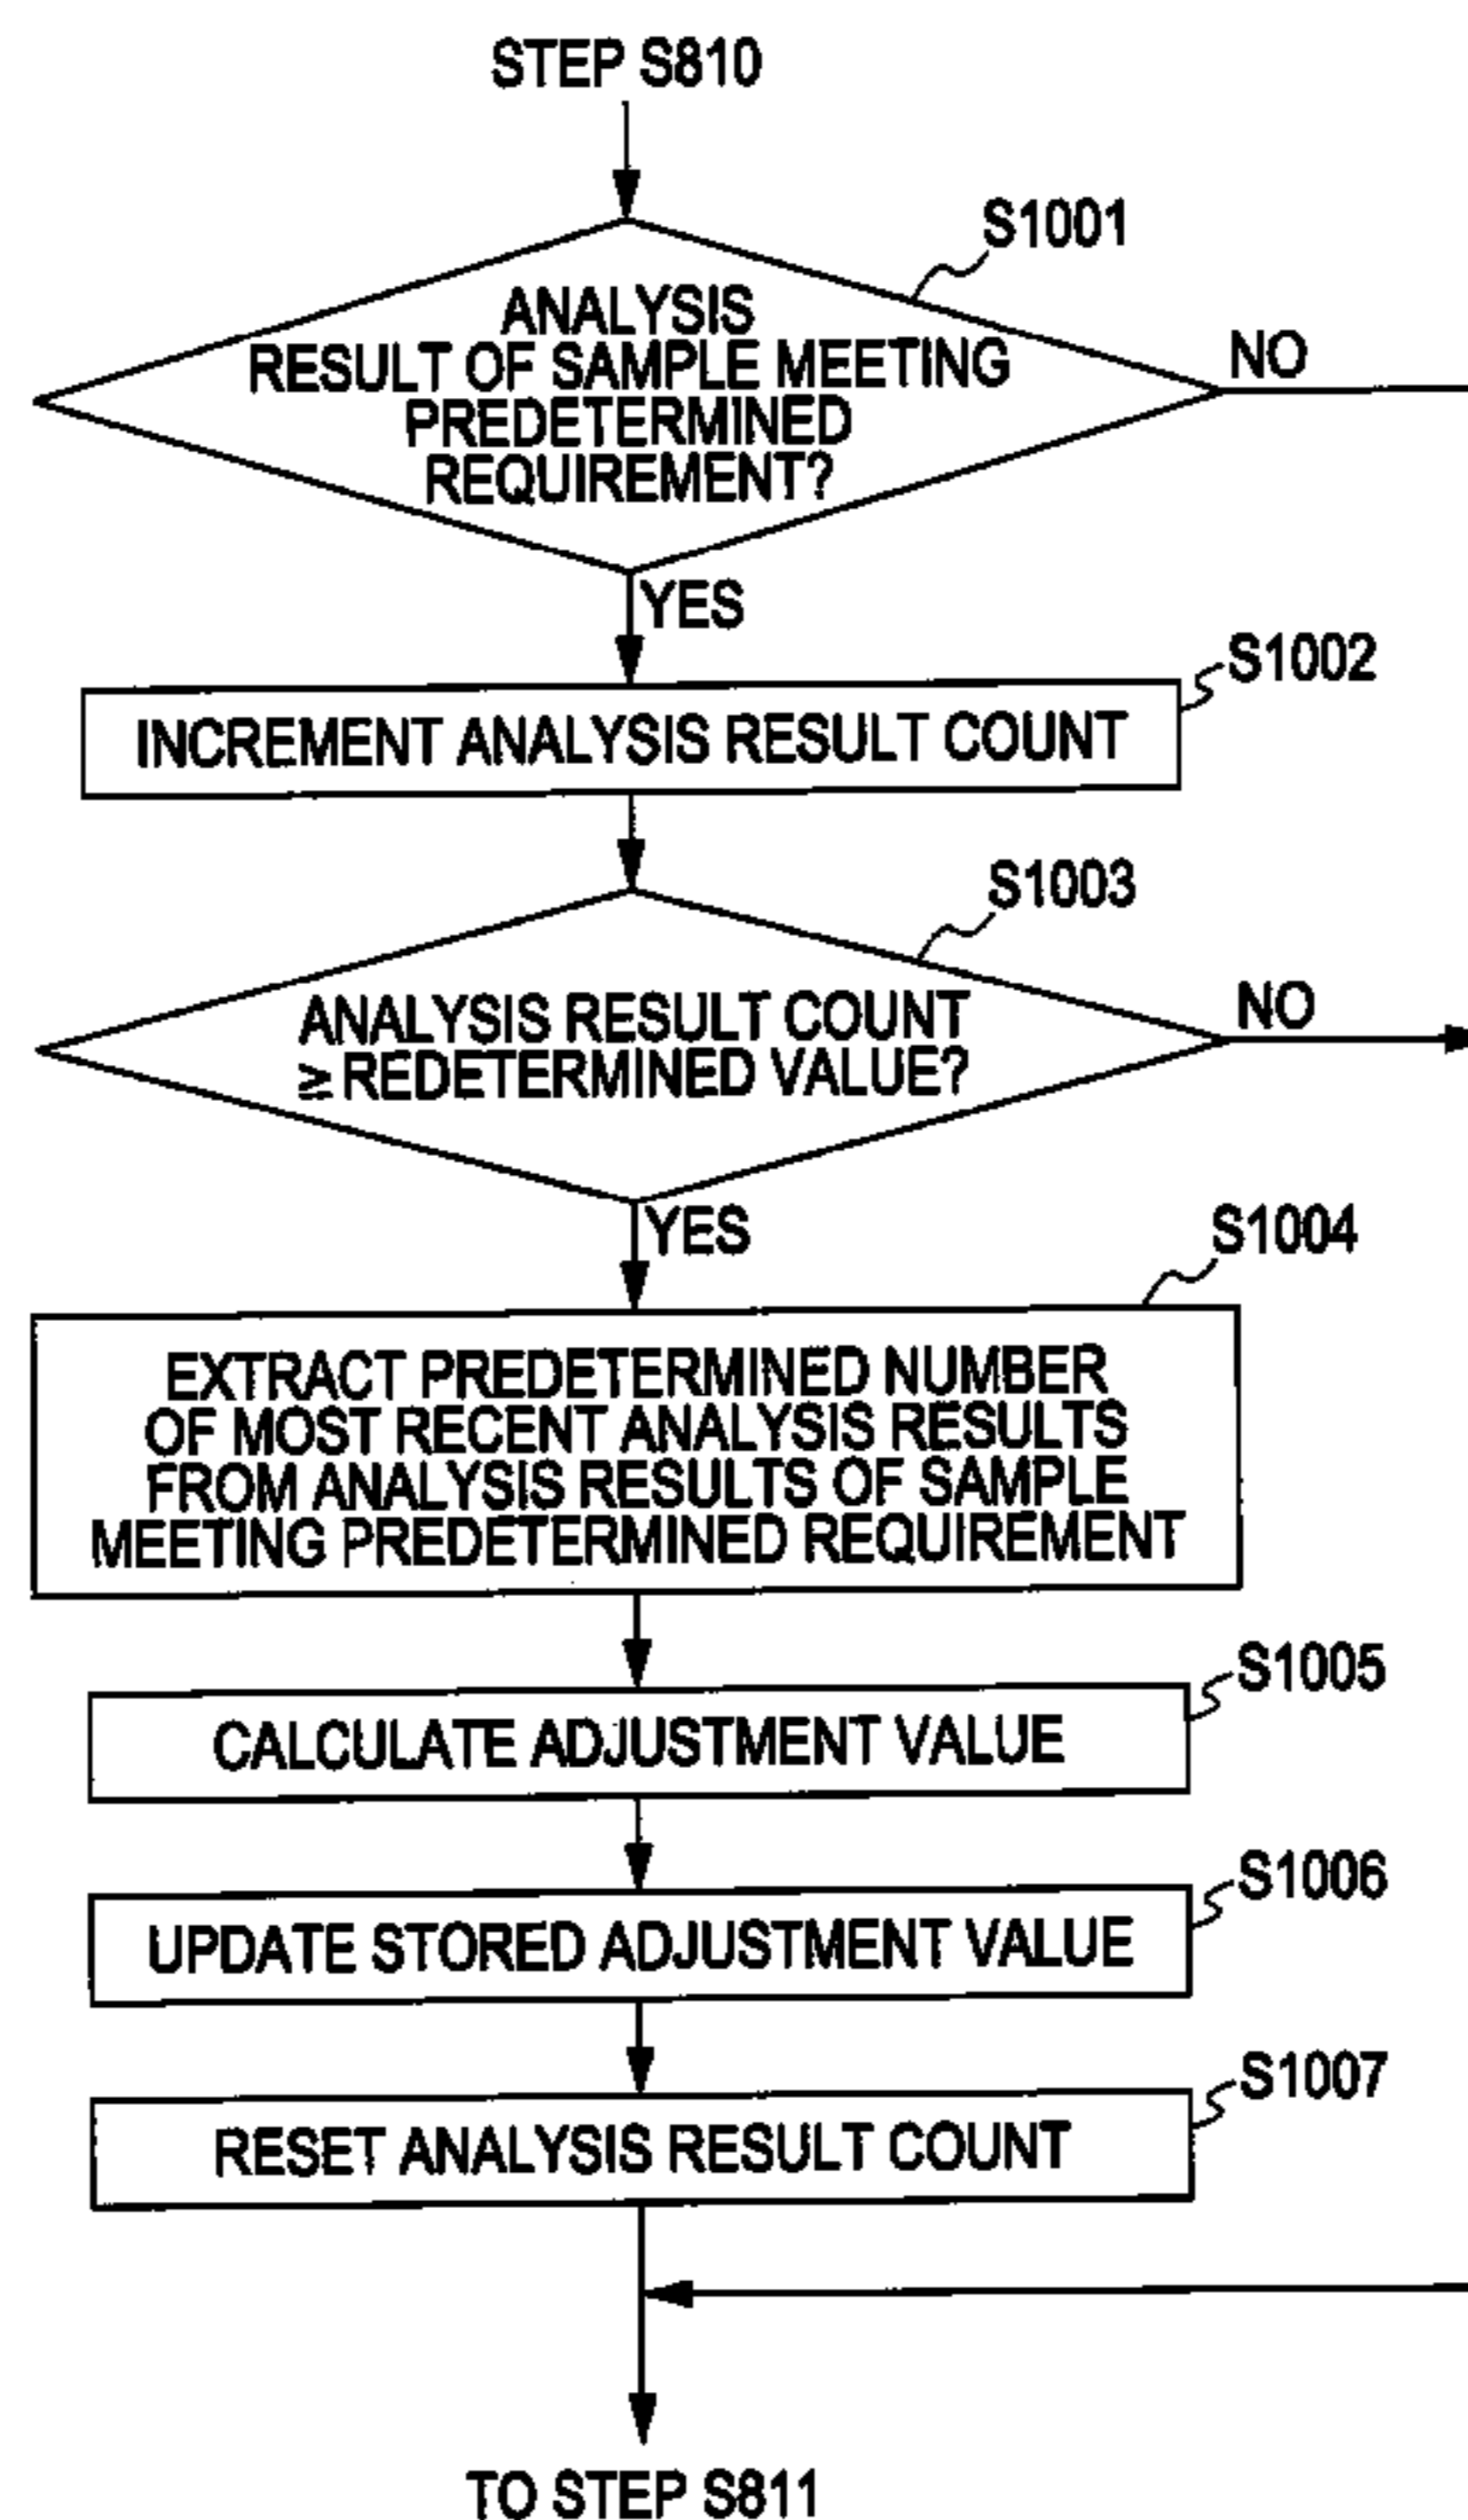 STEP S810
S1001
ANALYSIS
RESULT OF SAMPLE MEETING
PREDETERMINED
REQUIREMENT?
NO
YES
S1002
INCREMENT ANALYSIS RESULT COUNT
S1003
ANALYSIS RESULT COUNT
≧ REDETERMINED VALUE?
NO
YES
S1004
EXTRACT PREDETERMINED NUMBER
OF MOST RECENT ANALYSIS RESULTS
FROM ANALYSIS RESULTS OF SAMPLE
MEETING PREDETERMINED REQUIREMENT
S1005
CALCULATE ADJUSTMENT VALUE
S1006
UPDATE STORED ADJUSTMENT VALUE
S1007
RESET ANALYSIS RESULT COUNT
TO STEP S811